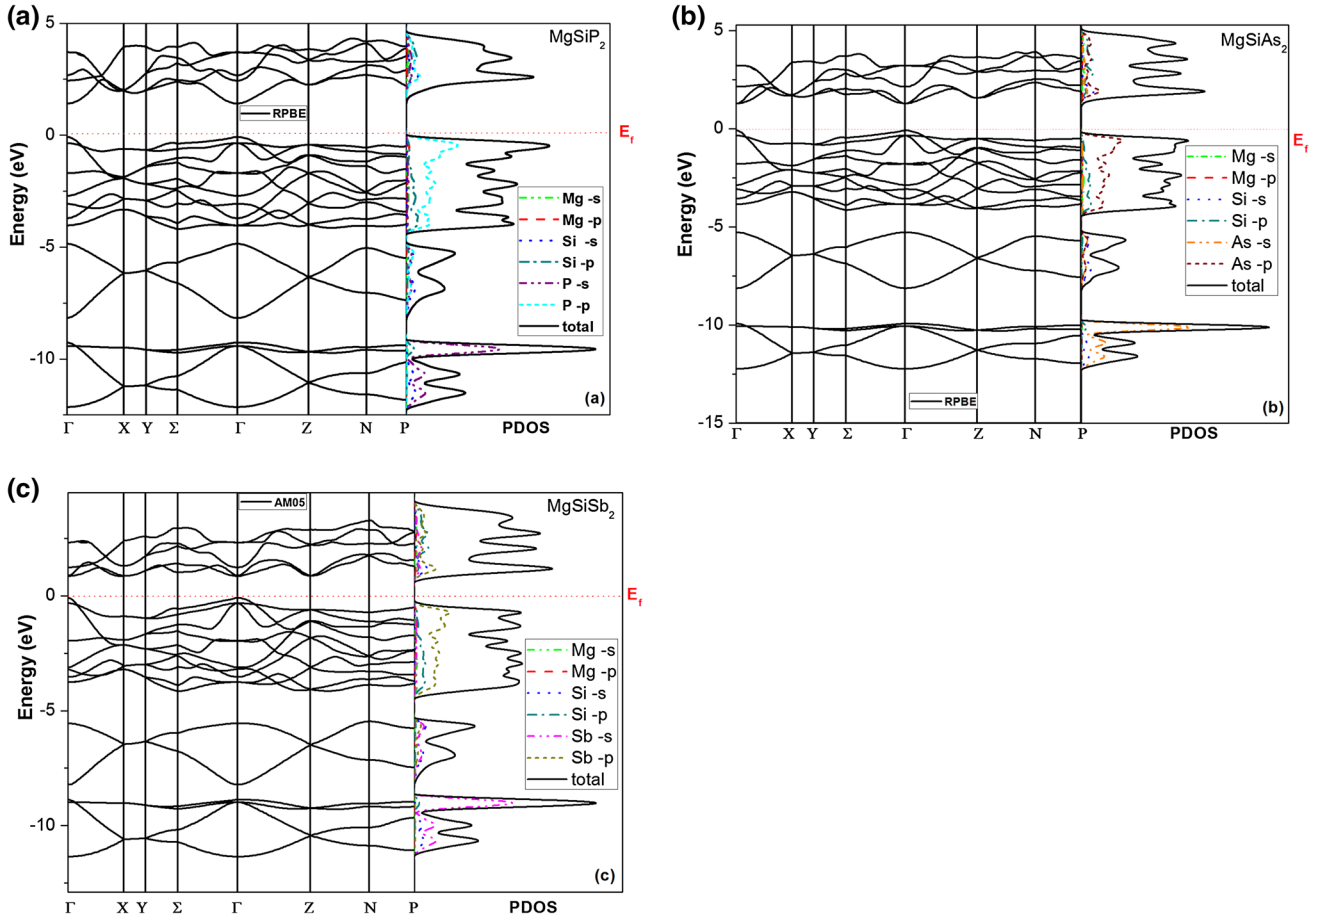 (a)
5
0
-5
-10
Energy (eV)
MgSiP2
RPBE
Ef
Mg -s
Mg -p
Si -s
Si -p
P -s
P -p
total
(a)
Γ X Y Σ Γ Z N P PDOS
(b)
5
0
-5
-10
-15
Energy (eV)
MgSiAs2
Ef
Mg -s
Mg -p
Si -s
Si -p
As -s
As -p
total
RPBE
(b)
Γ X Y Σ Γ Z N P PDOS
(c)
0
-5
-10
Energy (eV)
AM05
MgSiSb2
Ef
Mg -s
Mg -p
Si -s
Si -p
Sb -s
Sb -p
total
(c)
Γ X Y Σ Γ Z N P PDOS